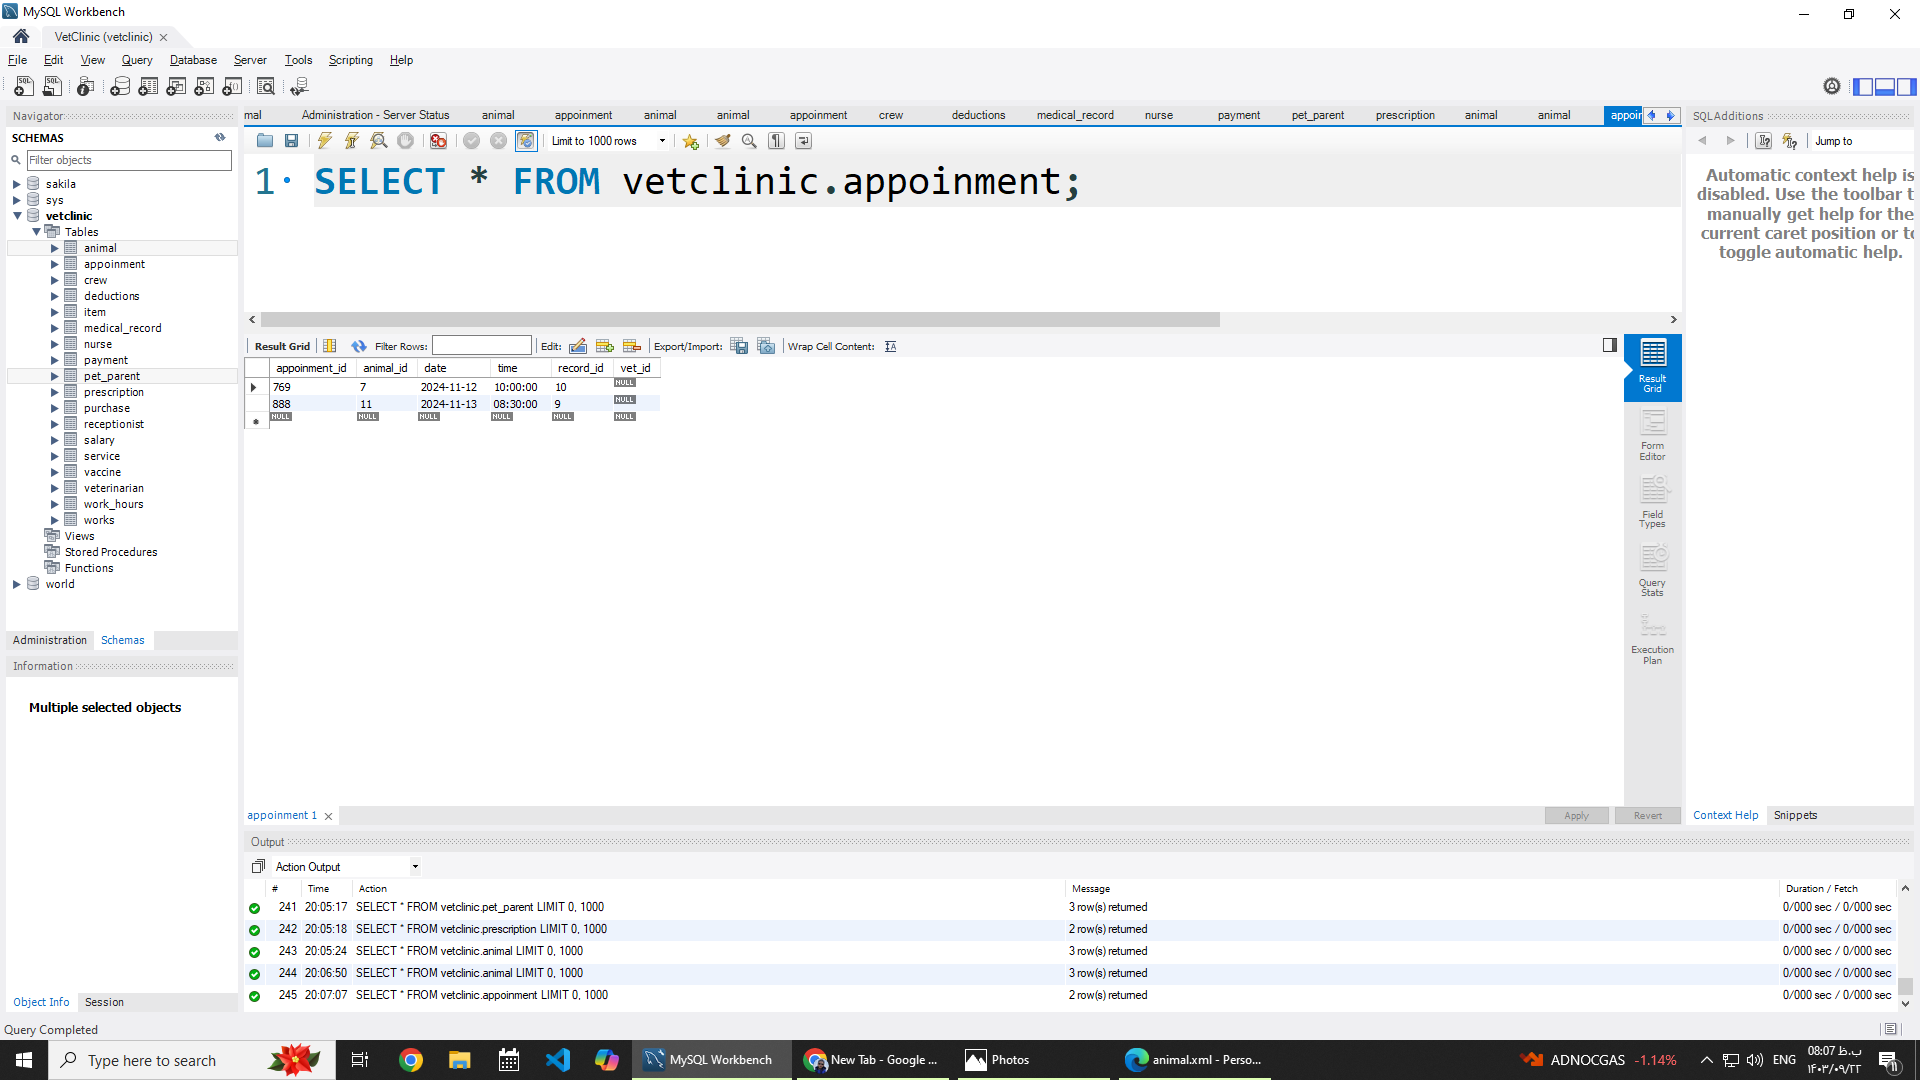 MySQL Workbench
VetClinic (vetclinic)
File Edit View Query Database Server Tools Scripting Help
Navigator
SCHEMAS
Filter objects
sakila
sys
vetclinic
Tables
animal
appoinment
crew
deductions
item
medical_record
nurse
payment
pet_parent
prescription
purchase
receptionist
salary
service
vaccine
veterinarian
work_hours
works
Views
Stored Procedures
Functions
world
Administration Schemas
Information
Multiple selected objects
Object Info Session
mal Administration - Server Status animal appoinment animal animal appoinment crew deductions medical_record nurse payment pet_parent prescription animal animal appoin
Limit to 1000 rows
1 SELECT * FROM vetclinic.appoinment;
Result Grid Filter Rows: Edit: Export/Import: Wrap Cell Content:
appoinment_id animal_id date time record_id vet_id
769 7 2024-11-12 10:00:00 10 NULL
888 11 2024-11-13 08:30:00 9 NULL
NULL NULL NULL NULL NULL NULL
Result
Grid
Form
Editor
Field
Types
Query
Stats
Execution
Plan
appoinment 1 Apply Revert
SQLAdditions
Jump to
Automatic context help is
disabled. Use the toolbar t
manually get help for the
current caret position or to
toggle automatic help.
Context Help Snippets
Output
Action Output
# Time Action Message Duration / Fetch
241 20:05:17 SELECT * FROM vetclinic.pet_parent LIMIT 0, 1000 3 row(s) returned 0/000 sec / 0/000 sec
242 20:05:18 SELECT * FROM vetclinic.prescription LIMIT 0, 1000 2 row(s) returned 0/000 sec / 0/000 sec
243 20:05:24 SELECT * FROM vetclinic.animal LIMIT 0, 1000 3 row(s) returned 0/000 sec / 0/000 sec
244 20:06:50 SELECT * FROM vetclinic.animal LIMIT 0, 1000 3 row(s) returned 0/000 sec / 0/000 sec
245 20:07:07 SELECT * FROM vetclinic.appoinment LIMIT 0, 1000 2 row(s) returned 0/000 sec / 0/000 sec
Query Completed
Type here to search
MySQL Workbench
New Tab - Google ...
Photos
animal.xml - Perso...
ADNOCGAS -1.14%
ENG
08:07 ب.ظ
۱۴۰۳/۰۹/۲۲
11